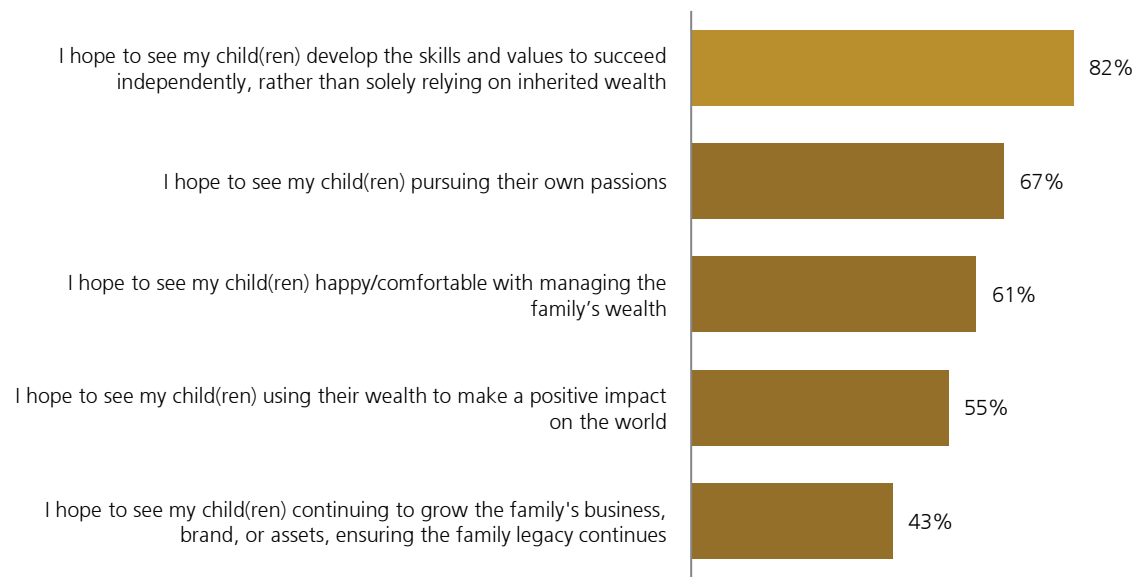 I hope to see my child(ren) develop the skills and values to succeed
independently, rather than solely relying on inherited wealth
82%
I hope to see my child(ren) pursuing their own passions
67%
I hope to see my child(ren) happy/comfortable with managing the
family’s wealth
61%
I hope to see my child(ren) using their wealth to make a positive impact
on the world
55%
I hope to see my child(ren) continuing to grow the family's business,
brand, or assets, ensuring the family legacy continues
43%